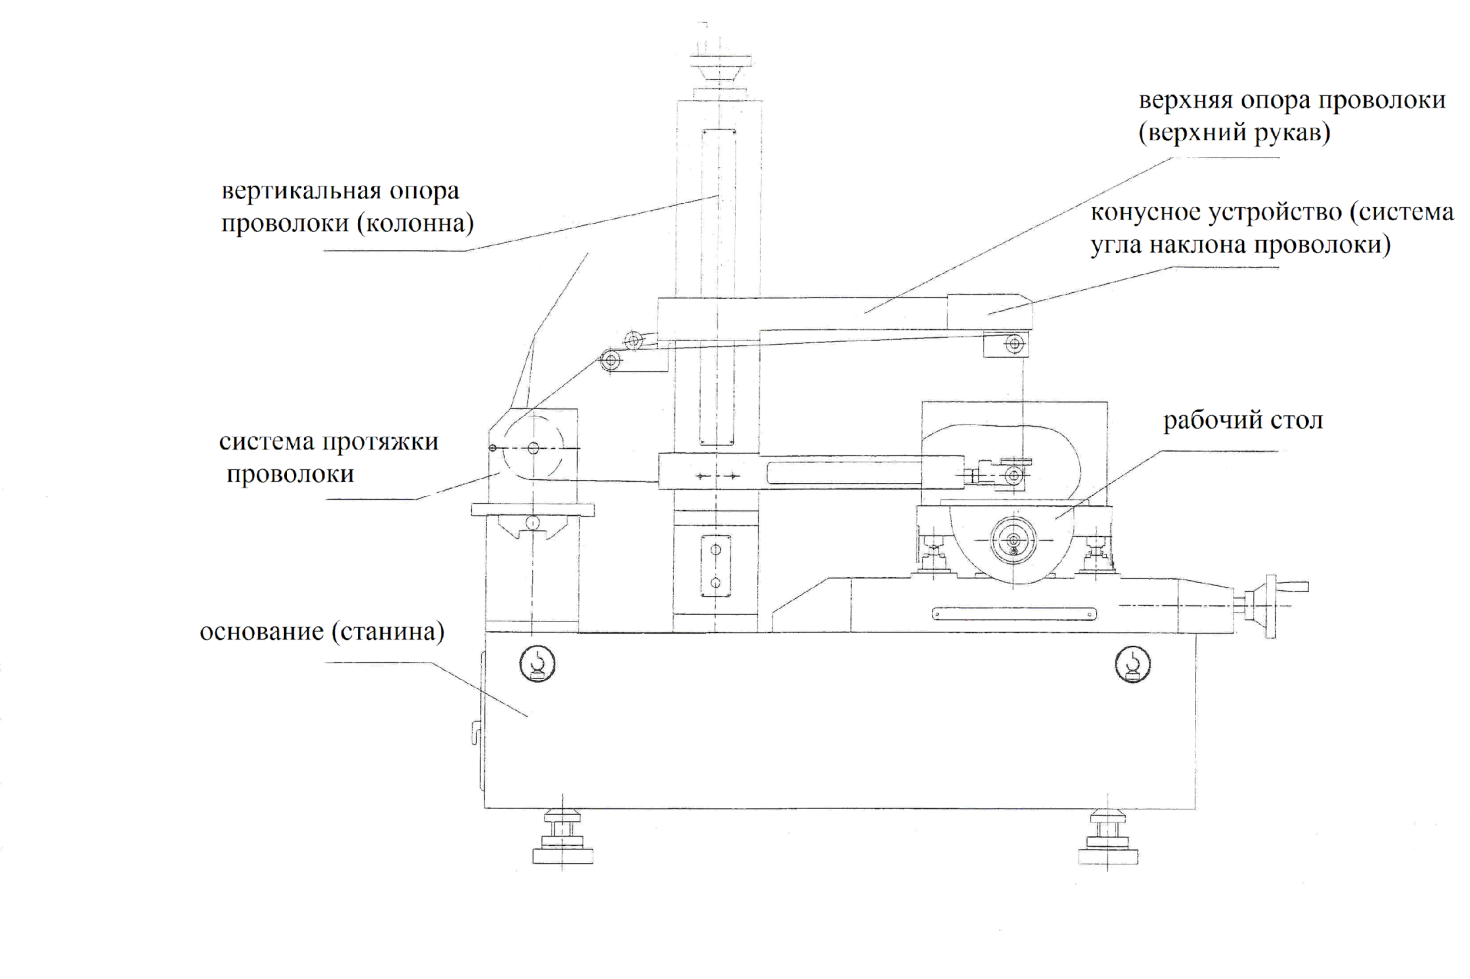 верхняя опора проволоки
(верхний рукав)
вертикальная опора
проволоки (колонна)
конусное устройство (система
угла наклона проволоки)
рабочий стол
система протяжки
проволоки
основание (станина)